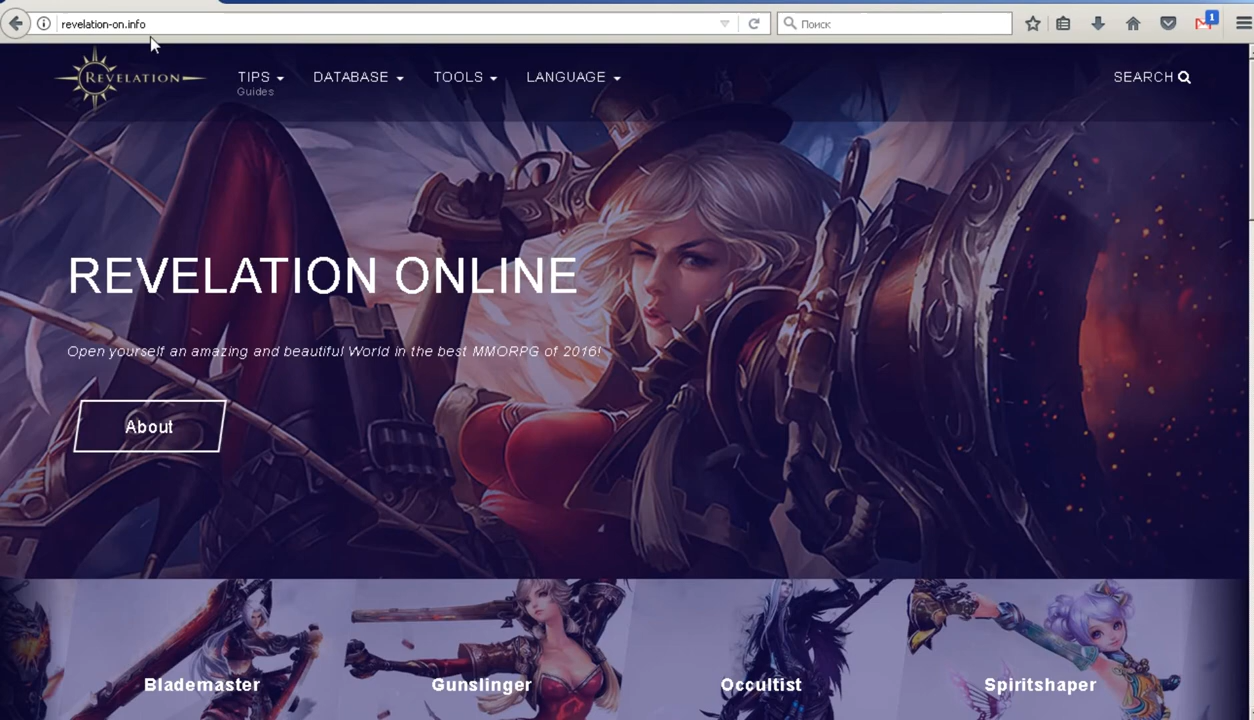 revelation-on.info
Поиск
1
REVELATION
TIPS
DATABASE
TOOLS
LANGUAGE
SEARCH
Guides
REVELATION ONLINE
Open yourself an amazing and beautiful World in the best MMORPG of 2016!
About
Blademaster
Gunslinger
Occultist
Spiritshaper